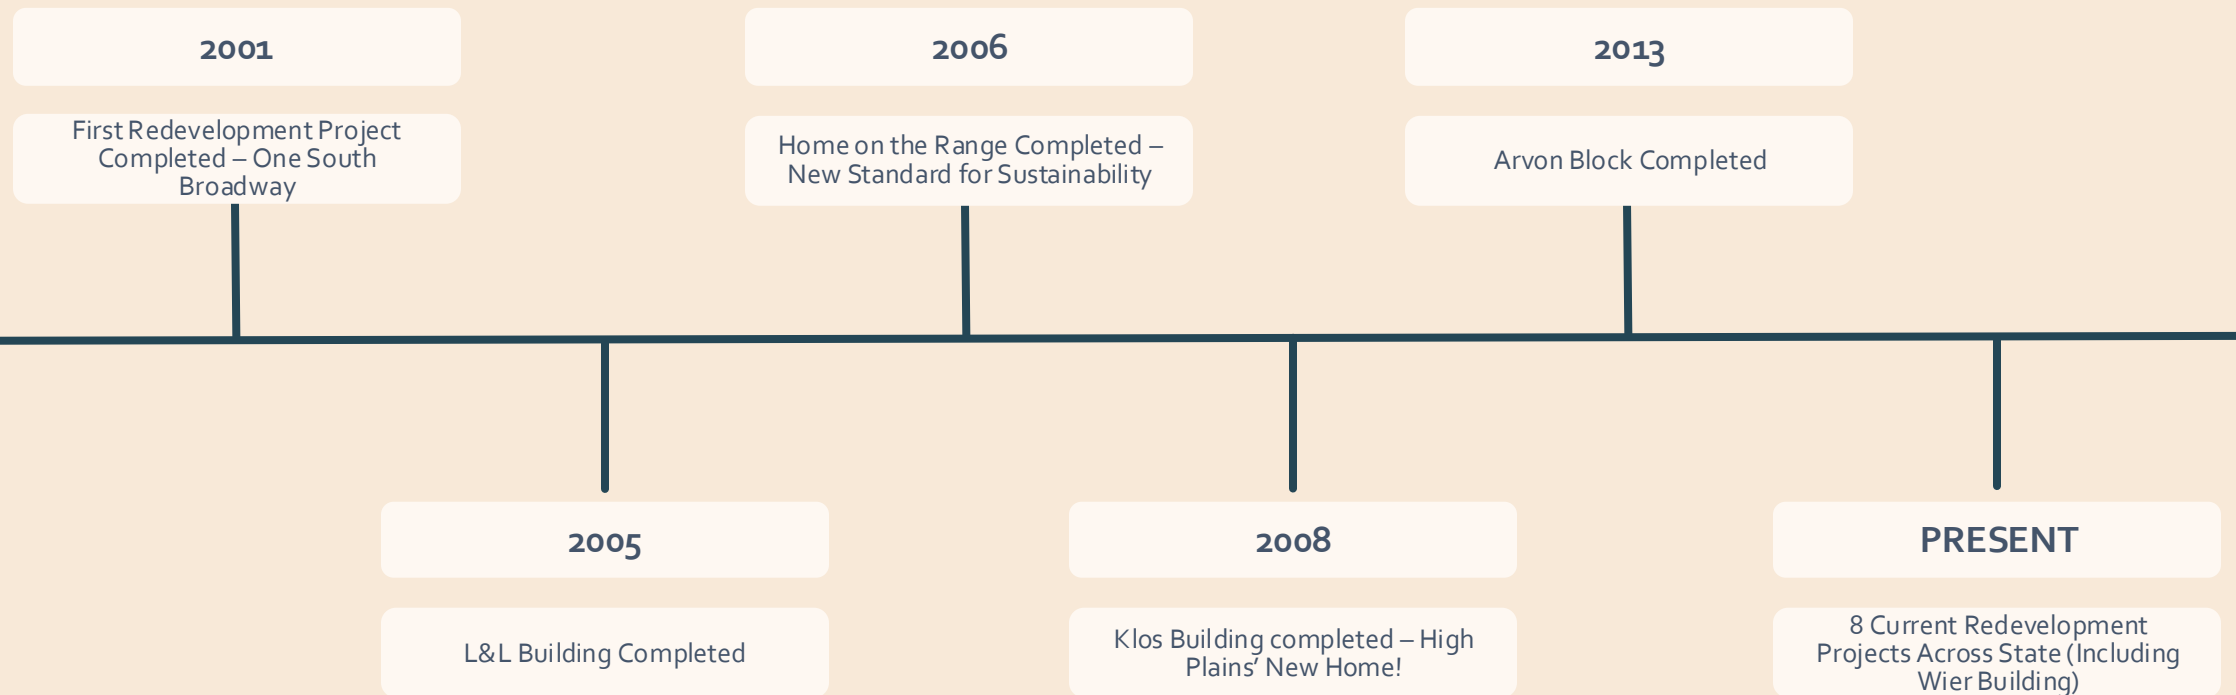 2001
First Redevelopment Project
Completed – One South
Broadway
2005
L&L Building Completed
2006
Home on the Range Completed –
New Standard for Sustainability
2008
Klos Building completed – High
Plains’ New Home!
2013
Arvon Block Completed
PRESENT
8 Current Redevelopment
Projects Across State (Including
Wier Building)